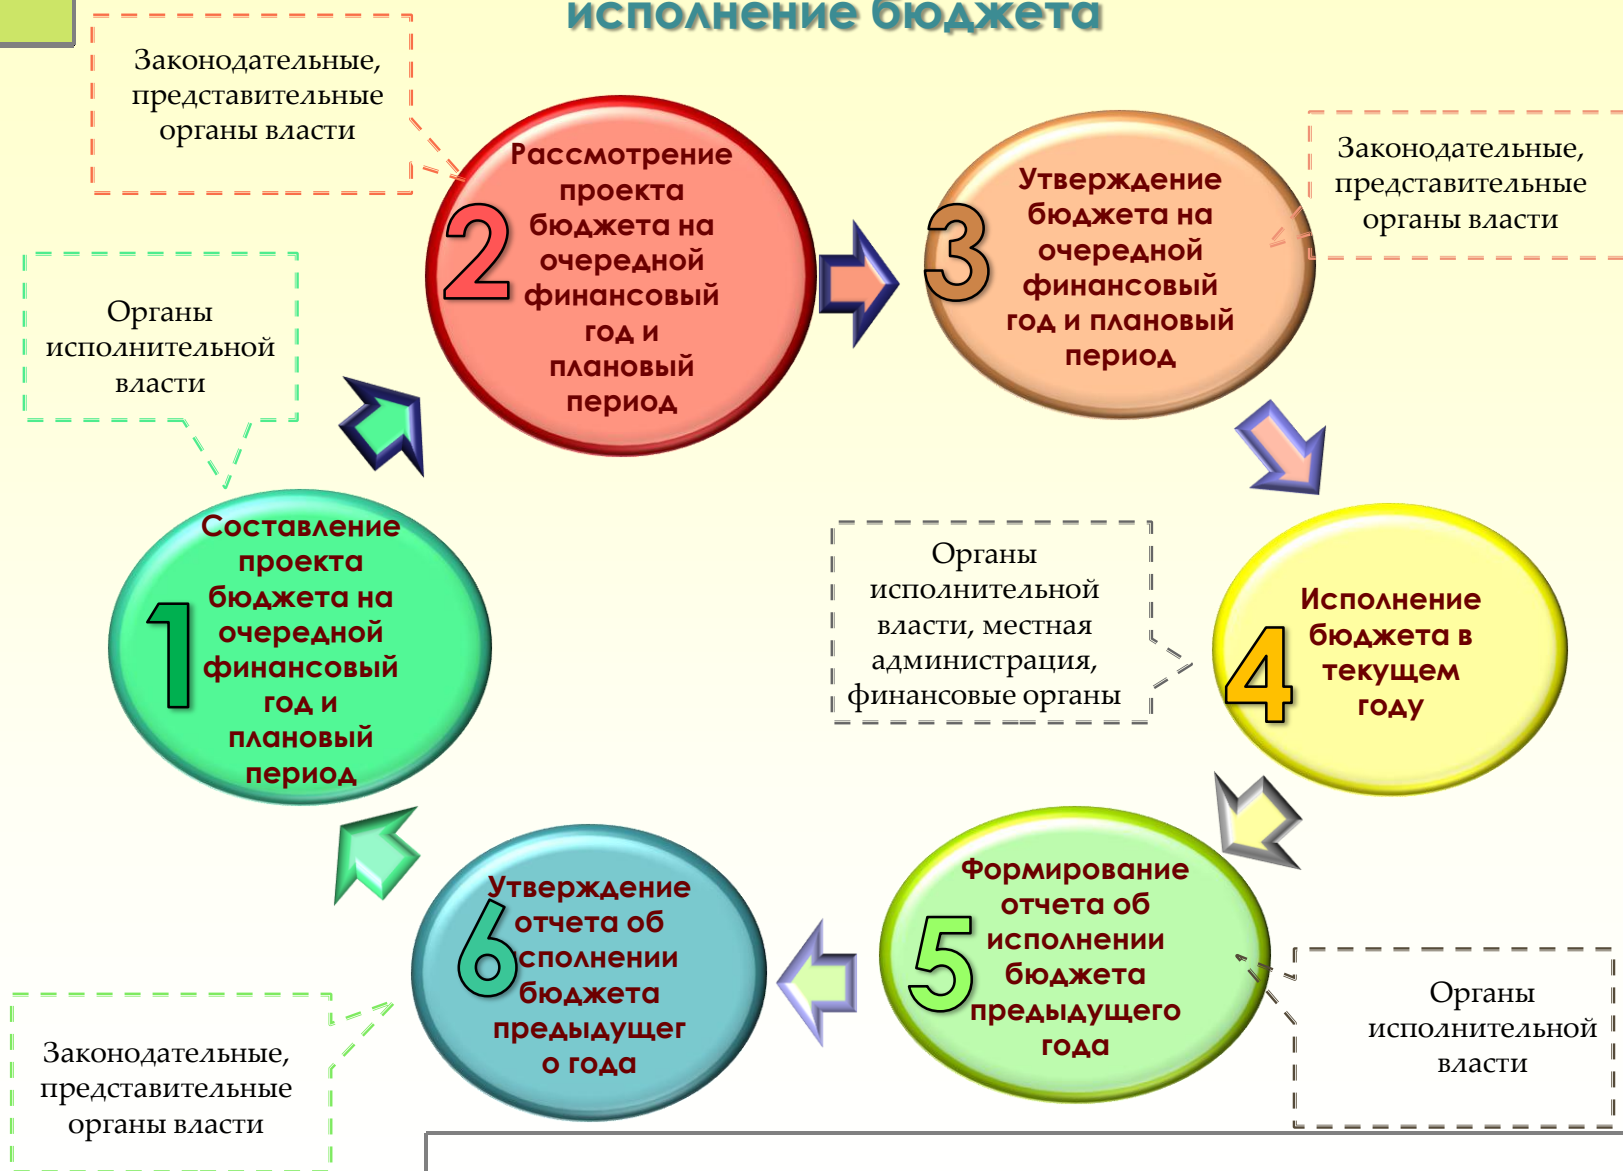 исполнение бюджета
Законодательные,
представительные
органы власти
2
Рассмотрение
проекта
бюджета на
очередной
финансовый
год и
плановый
период
3
Утверждение
бюджета на
очередной
финансовый
год и плановый
период
Законодательные,
представительные
органы власти
Органы
исполнительной
власти
1
Составление
проекта
бюджета на
очередной
финансовый
год и
плановый
период
Органы
исполнительной
власти, местная
администрация,
финансовые органы
4
Исполнение
бюджета в
текущем
году
5
Формирование
отчета об
исполнении
бюджета
предыдущего
года
Органы
исполнительной
власти
6
Утверждение
отчета об
исполнении
бюджета
предыдущег
о года
Законодательные,
представительные
органы власти